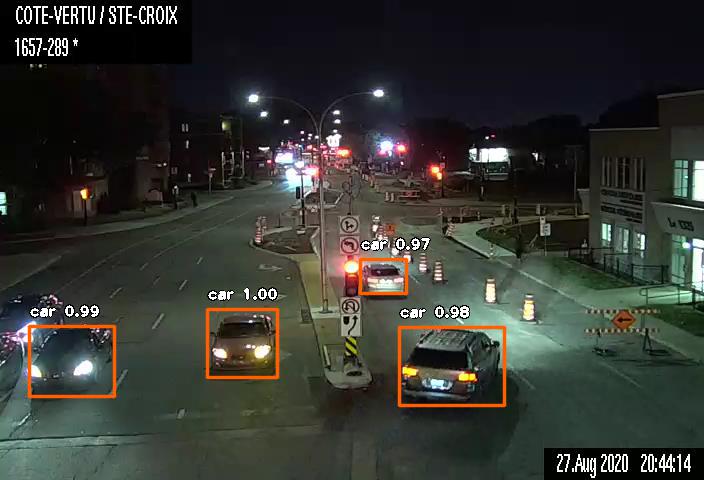 COTE-VERTU / STE-CROIX
1657-289 *
car 0.97
car 1.00
car 0.99
car 0.98
27.Aug 2020 20:44:14